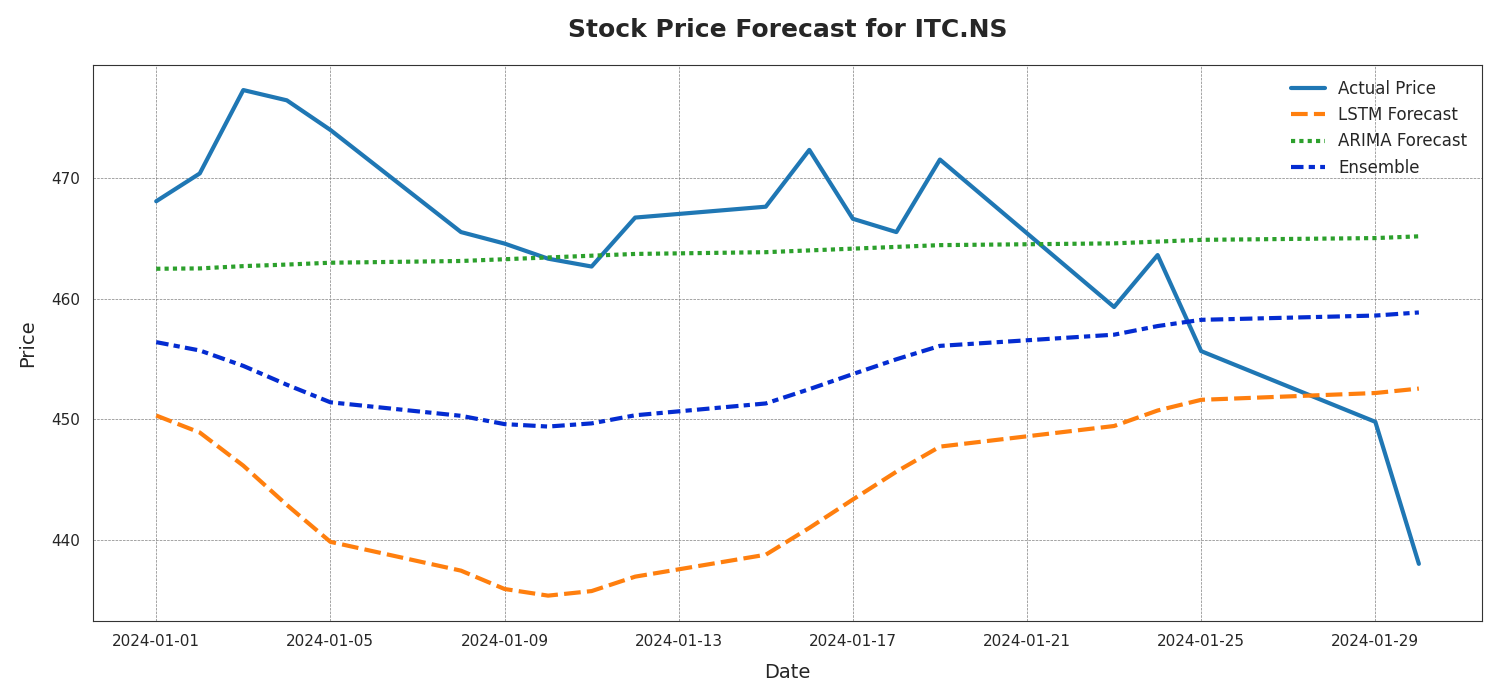 Stock Price Forecast for ITC.NS
Actual Price
LSTM Forecast
ARIMA Forecast
Ensemble
Price
470
460
450
440
2024-01-01 2024-01-05 2024-01-09 2024-01-13 2024-01-17 2024-01-21 2024-01-25 2024-01-29
Date